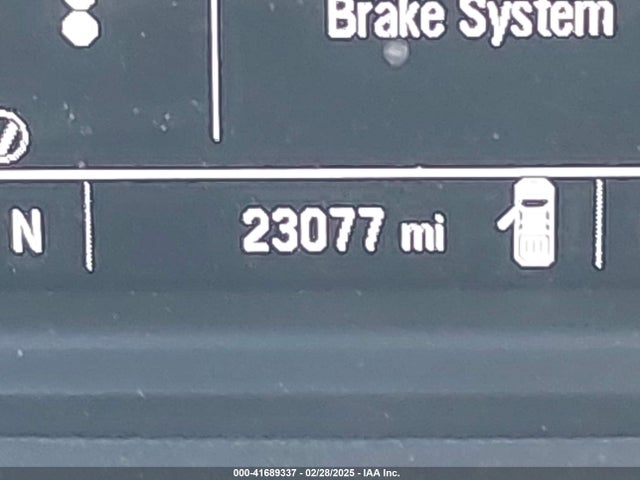 Brake System
N 23077 mi
000-41689337 - 02/28/2025 - IAA Inc.